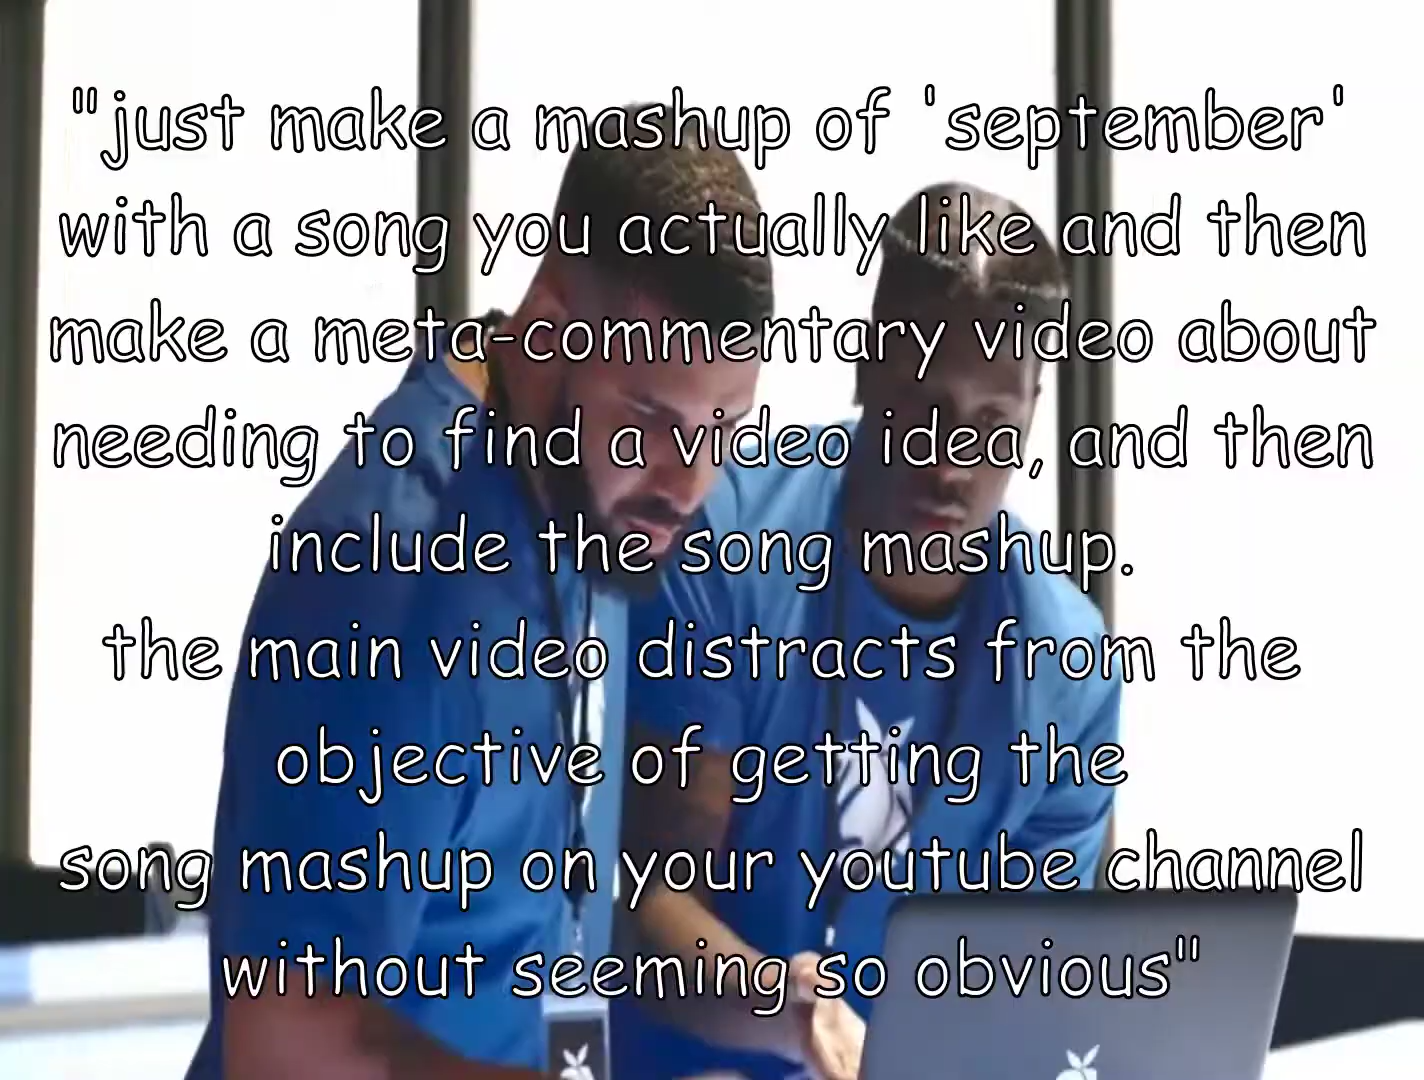 "just make a mashup of 'september'
with a song you actually like and then
make a meta-commentary video about
needing to find a video idea, and then
include the song mashup.
the main video distracts from the
objective of getting the
song mashup on your youtube channel
without seeming so obvious"